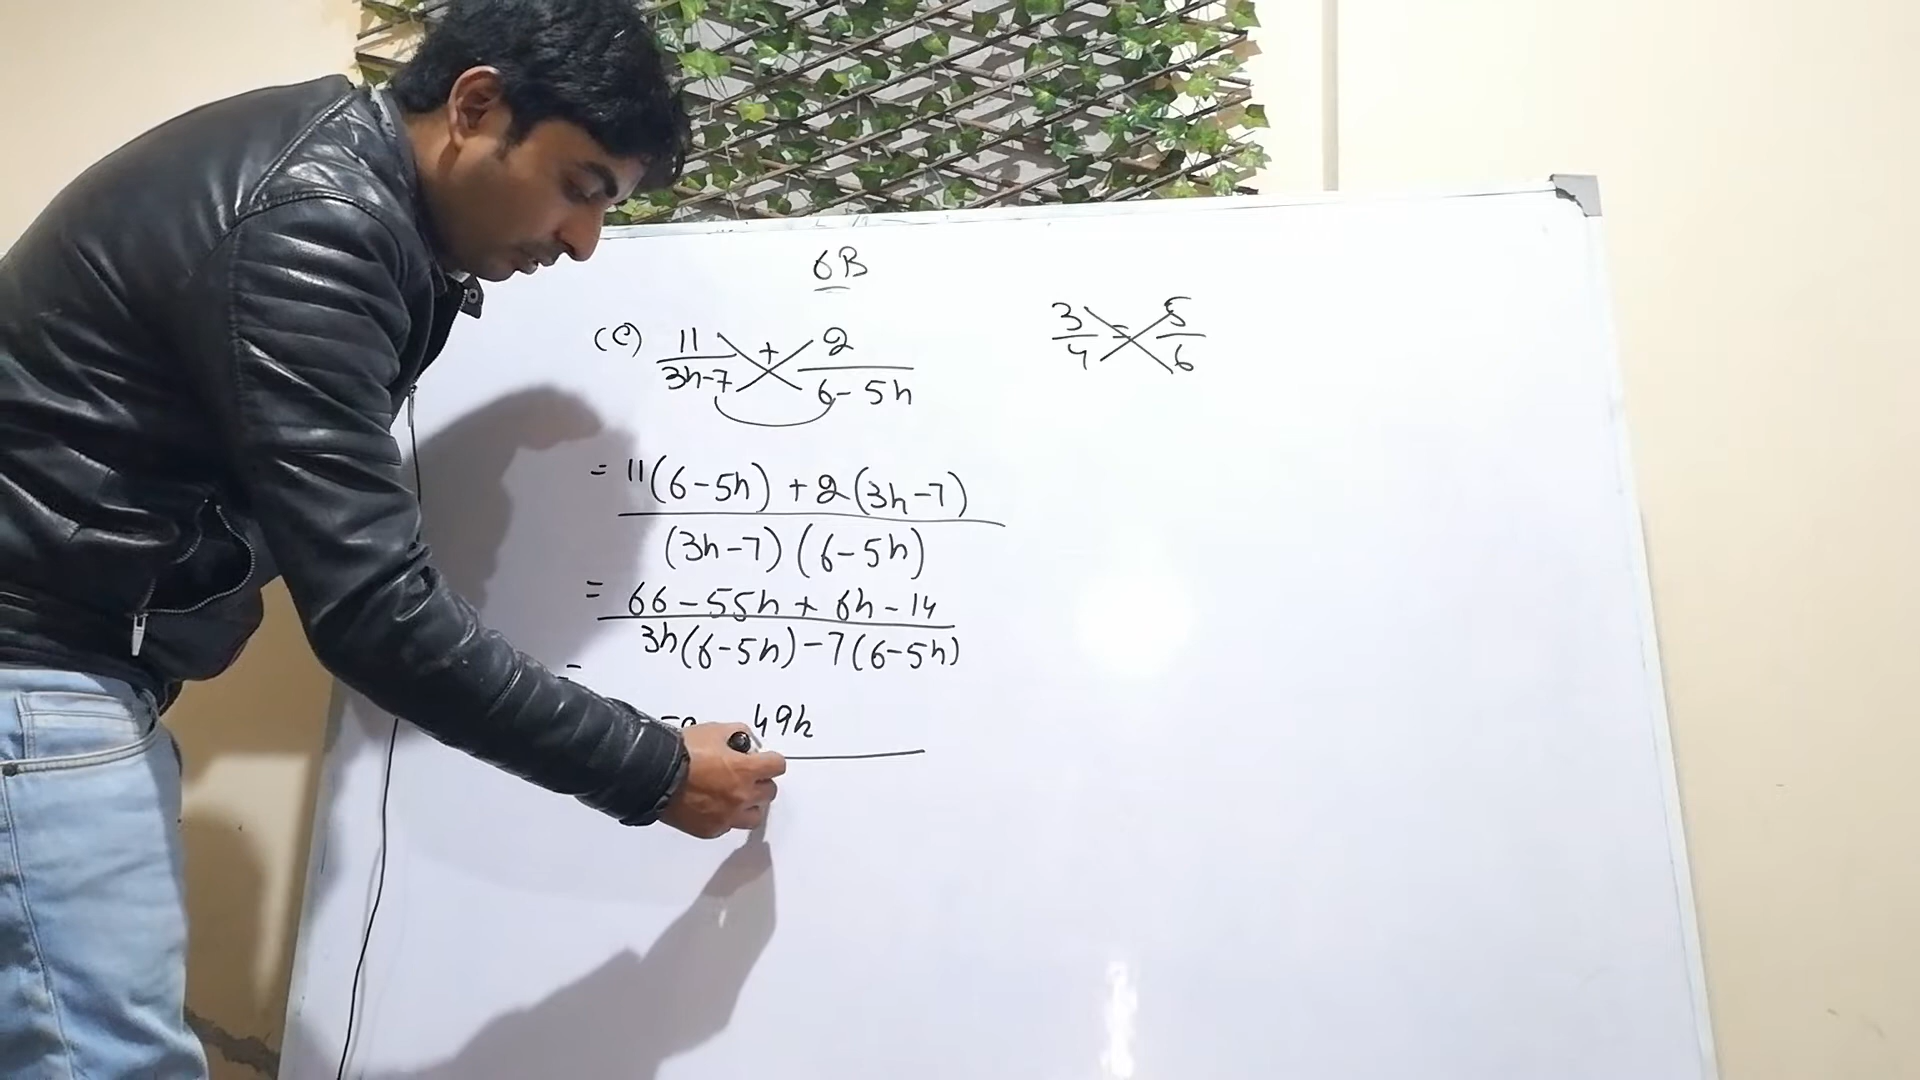 6B
(e) 11/3h-7 + 2/6-5h
3/4 = 5/6
= 11(6-5h) + 2(3h-7)
(3h-7) (6-5h)
= 66-55h + 6h-14
3h(6-5h)-7(6-5h)
=
49h